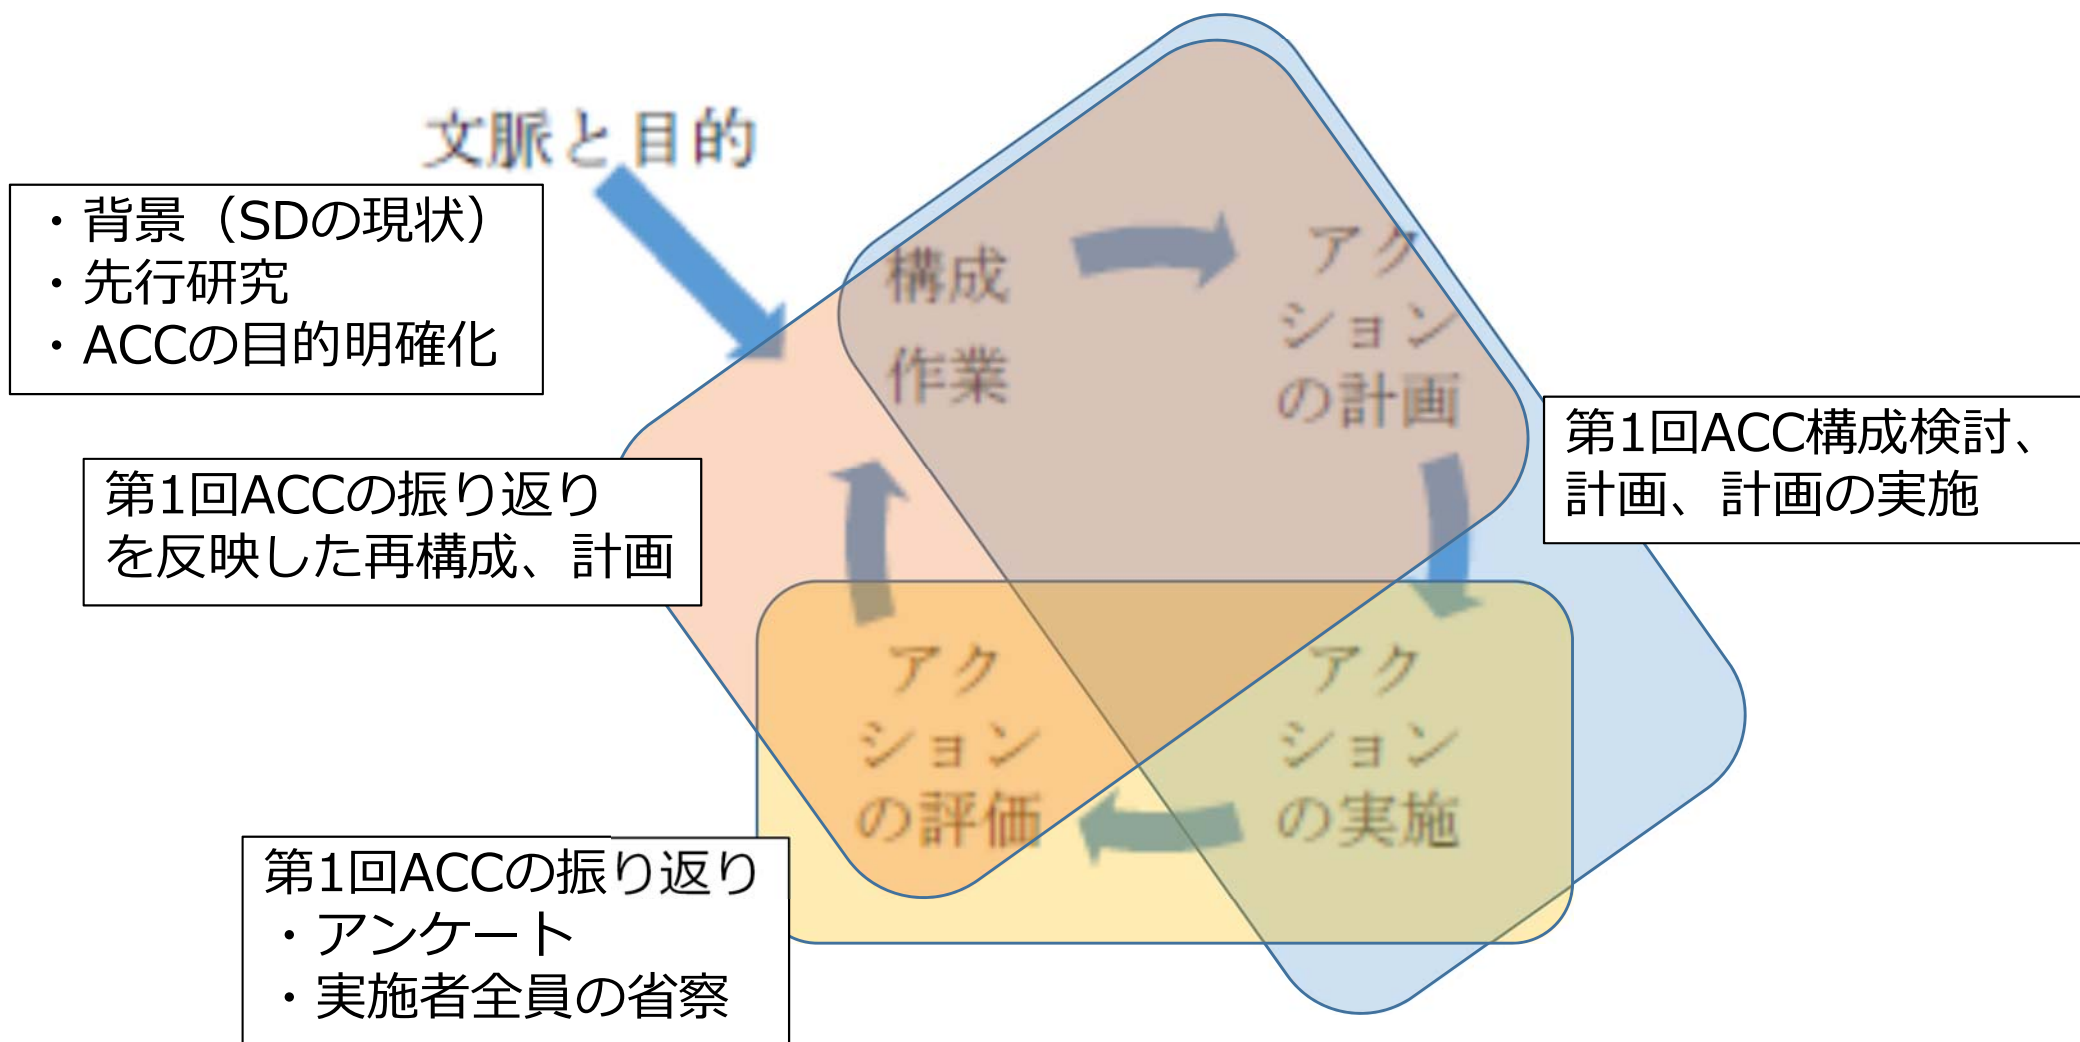 文脈と目的
・背景（SDの現状）
・先行研究
・ACCの目的明確化
構成
作業
アク
ション
の計画
第1回ACC構成検討、
計画、計画の実施
第1回ACCの振り返り
を反映した再構成、計画
アク
ション
の評価
アク
ション
の実施
第1回ACCの振り返り
・アンケート
・実施者全員の省察